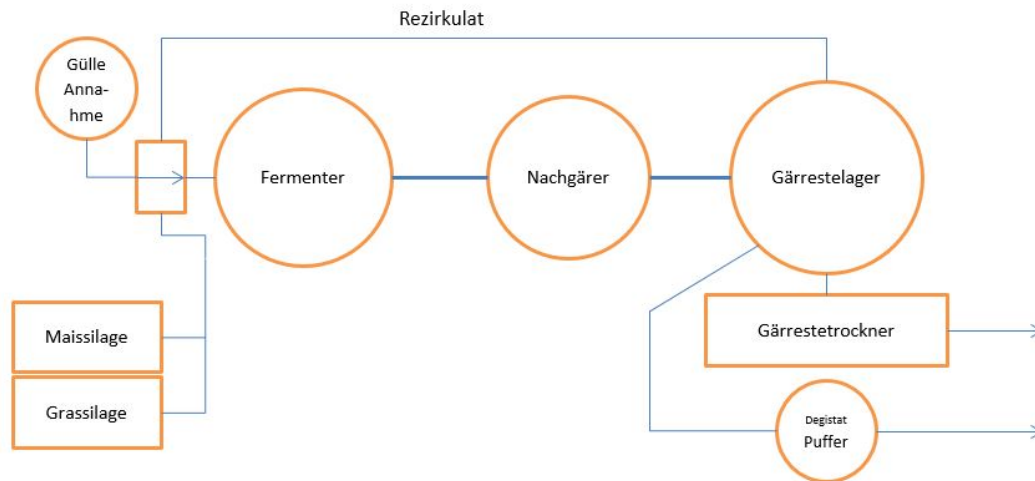 Rezirkulat
Gülle
Anna-
hme
Fermenter
Nachgärer
Gärrestelager
Maissilage
Gärrestetrockner
Grassilage
Degistat
Puffer